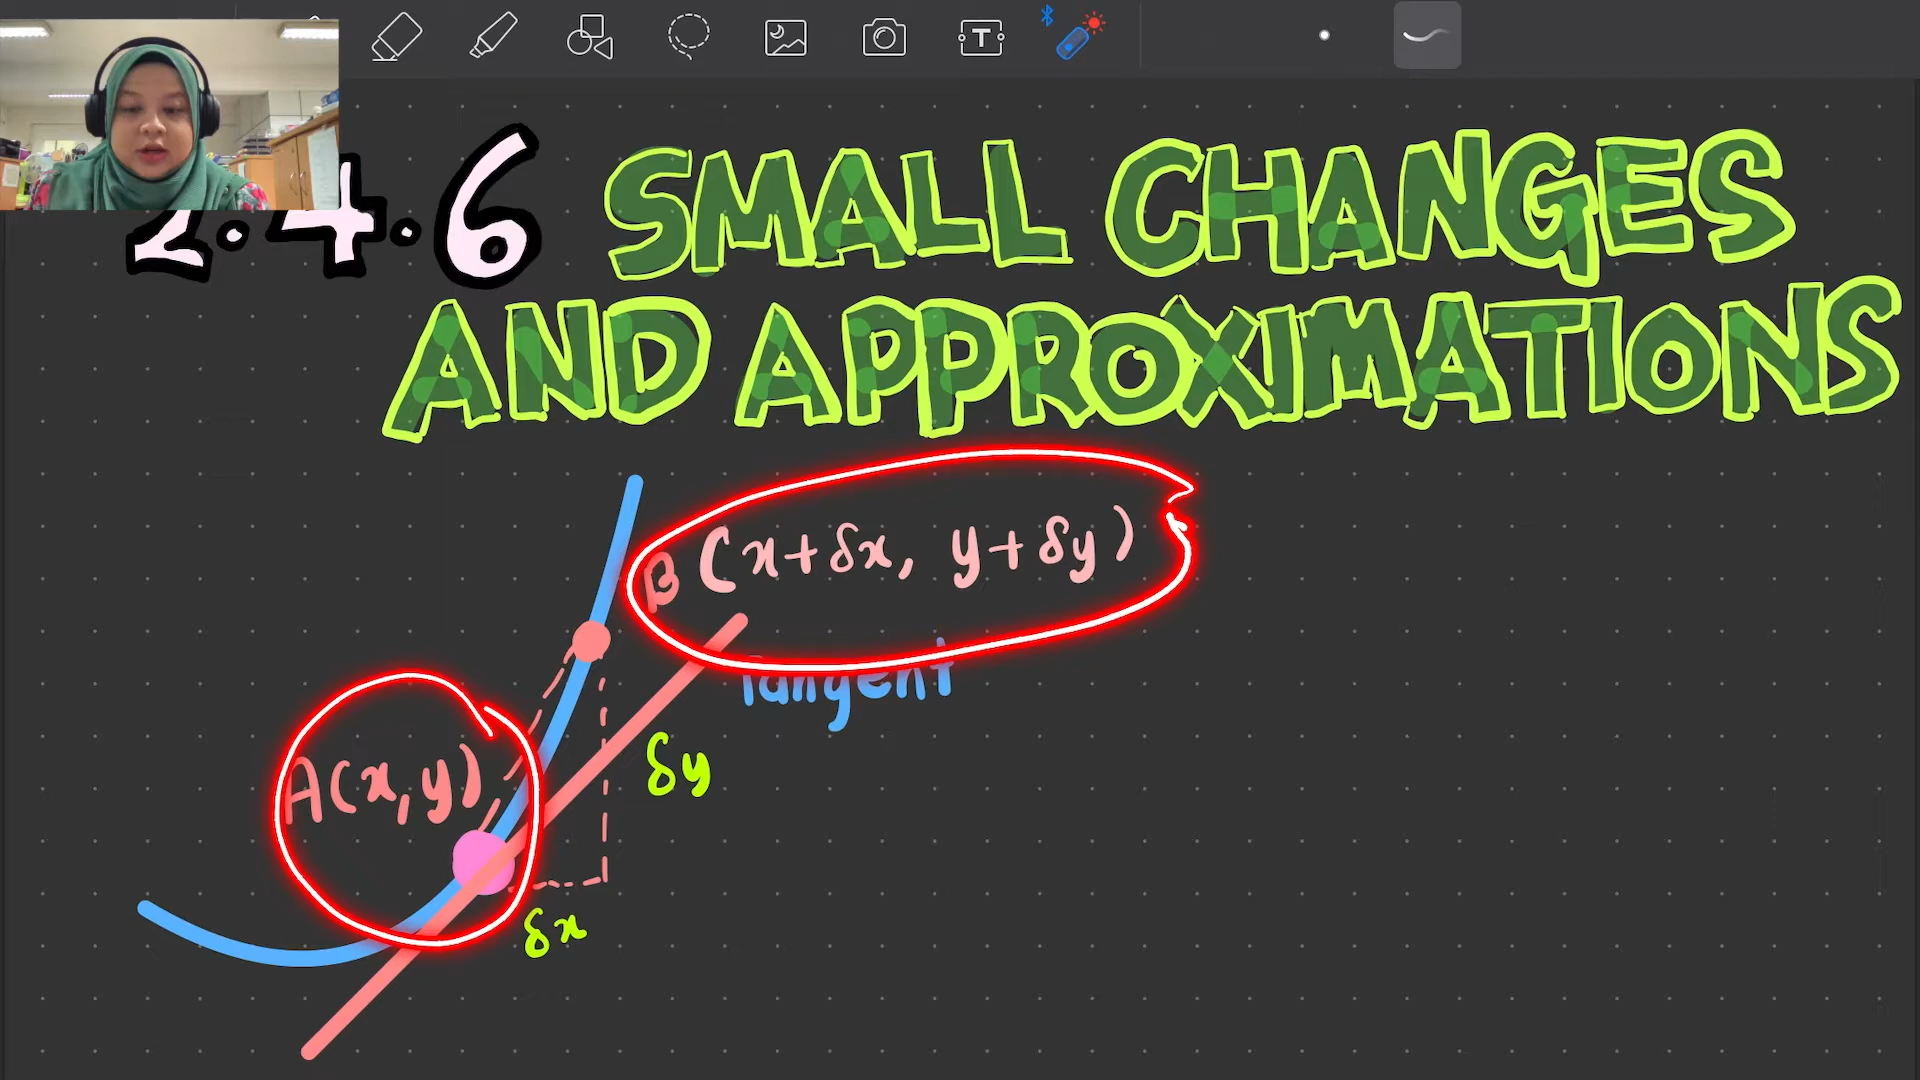 T
2.4.6 SMALL CHANGES
AND APPROXIMATIONS
B (x+δx, y+δy)
Tangent
A(x,y)
δy
δx